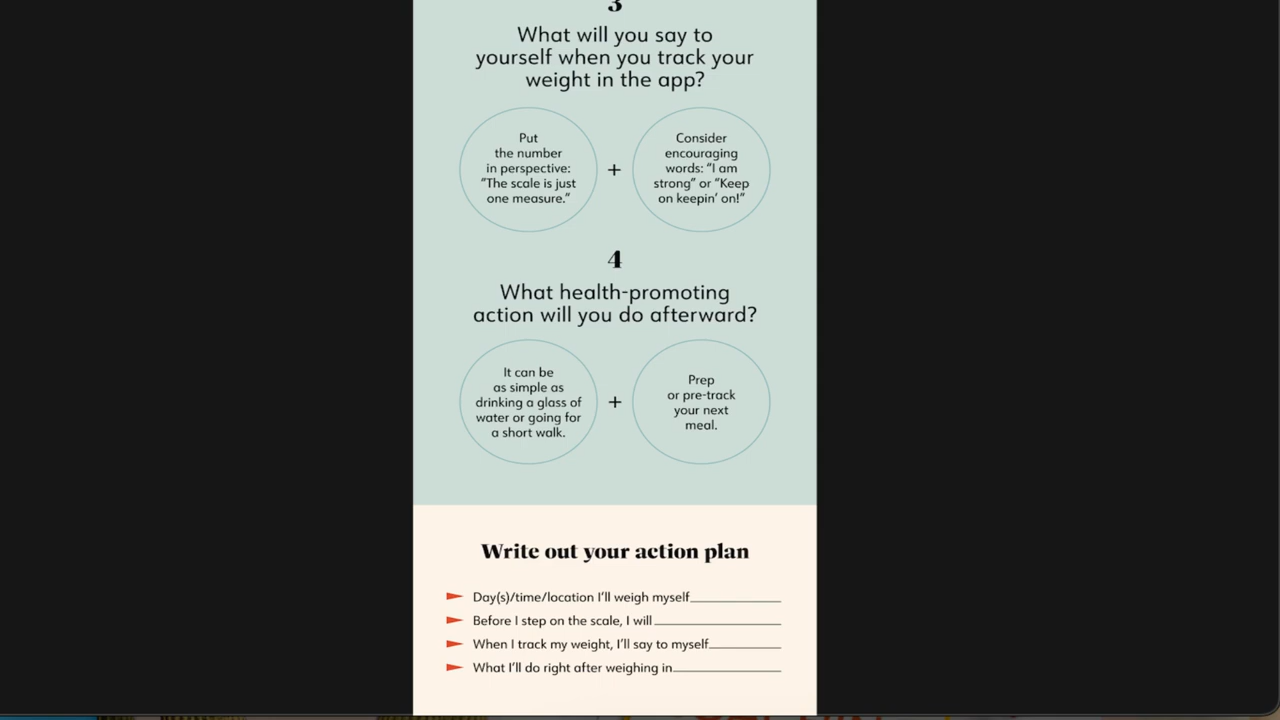 3
What will you say to
yourself when you track your
weight in the app?
Put
the number
in perspective:
"The scale is just
one measure."
+
Consider
encouraging
words: "I am
strong" or "Keep
on keepin' on!"
4
What health-promoting
action will you do afterward?
It can be
as simple as
drinking a glass of
water or going for
a short walk.
+
Prep
or pre-track
your next
meal.
Write out your action plan
Day(s)/time/location I'll weigh myself
Before I step on the scale, I will
When I track my weight, I'll say to myself
What I'll do right after weighing in